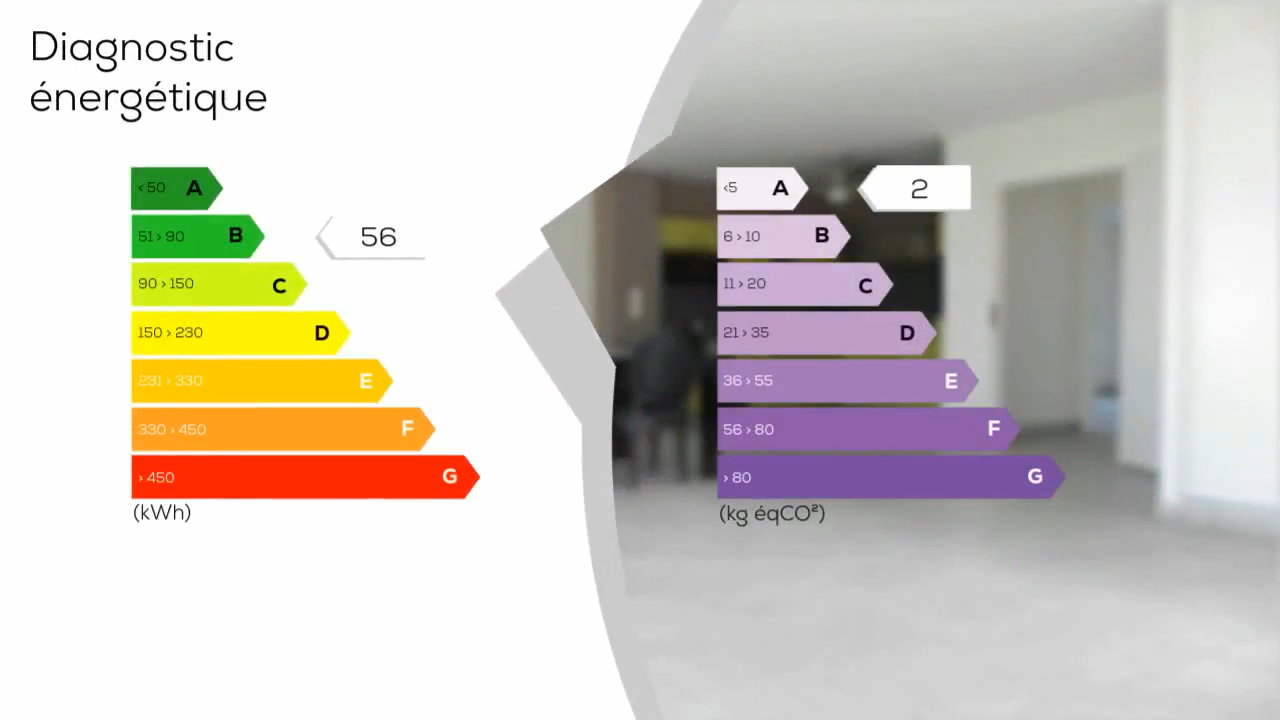 Diagnostic
énergétique
< 50 A
51 > 90 B
56
90 > 150 C
150 > 230 D
231 > 330 E
330 > 450 F
> 450 G
(kWh)
<5 A
2
6 > 10 B
11 > 20 C
21 > 35 D
36 > 55 E
56 > 80 F
> 80 G
(kg éqCO²)